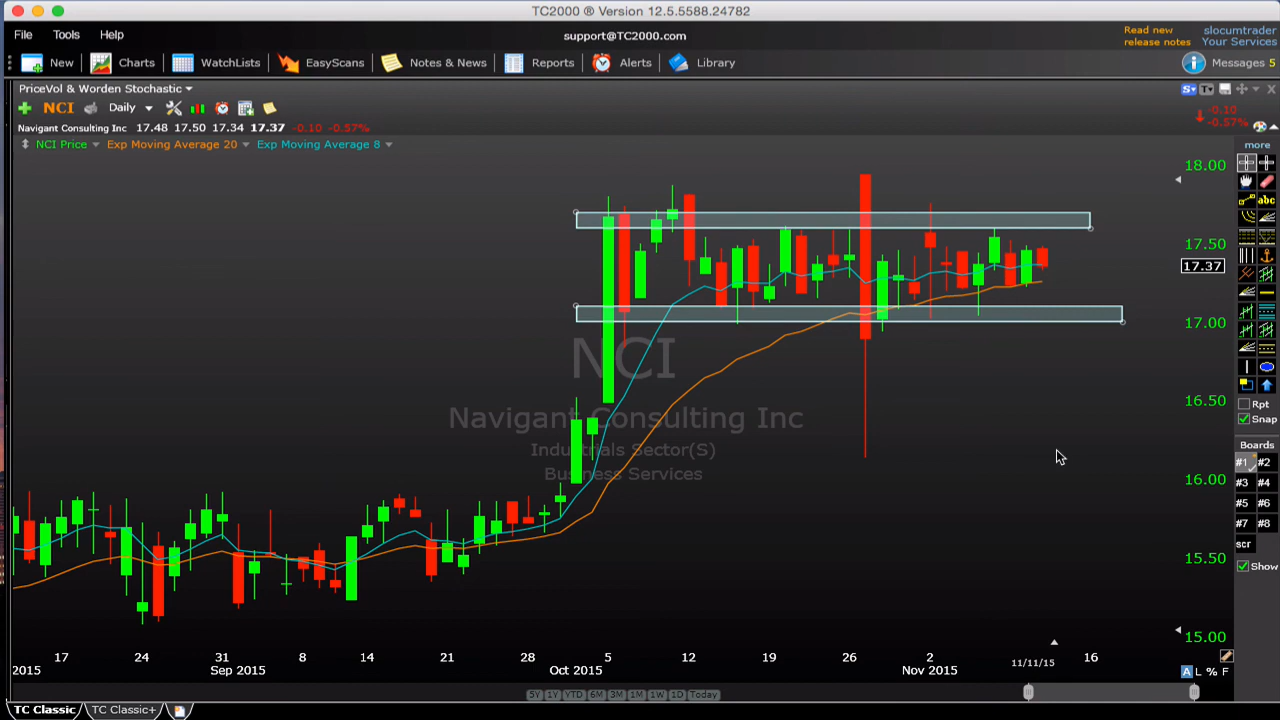 TC2000 ® Version 12.5.5588.24782
File Tools Help
support@TC2000.com
Read new
release notes
slocumtrader
Your Services
New Charts WatchLists EasyScans Notes & News Reports Alerts Library
Messages 5
PriceVol & Worden Stochastic
S T
NCI Daily
-0.10
-0.57%
Navigant Consulting Inc 17.48 17.50 17.34 17.37 -0.10 -0.57%
NCI Price Exp Moving Average 20 Exp Moving Average 8
more
abc
18.00
17.50
17.37
17.00
16.50
16.00
15.50
15.00
NCI
Navigant Consulting Inc
Industrials Sector(S)
Business Services
Rpt
Snap
Boards
#1 #2
#3 #4
#5 #6
#7 #8
scr
Show
17 24 31 8 14 21 28 5 12 19 26 2 16
2015 Sep 2015 Oct 2015 Nov 2015 11/11/15
A L % F
5Y 1Y YTD 6M 3M 1M 1W 1D Today
TC Classic TC Classic+